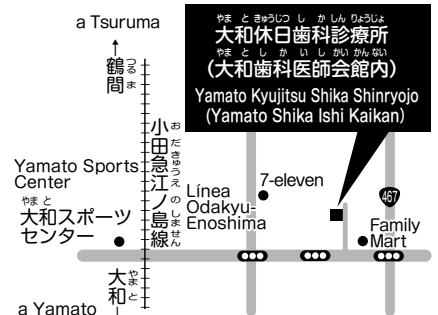 a Tsuruma
つるま
鶴間
やまときゅうじつしかしんりょうじょ
大和休日歯科診療所
やまとしかいしかいかんない
(大和歯科医師会館内)
Yamato Kyujitsu Shika Shinryojo
(Yamato Shika Ishi Kaikan)
おだきゅうえのしません
小田急江ノ島線
Yamato Sports
Center
やまと
大和スポーツ
センター
Línea
Odakyu-
Enoshima
7-eleven
467
Family
Mart
やまと
大和
a Yamato